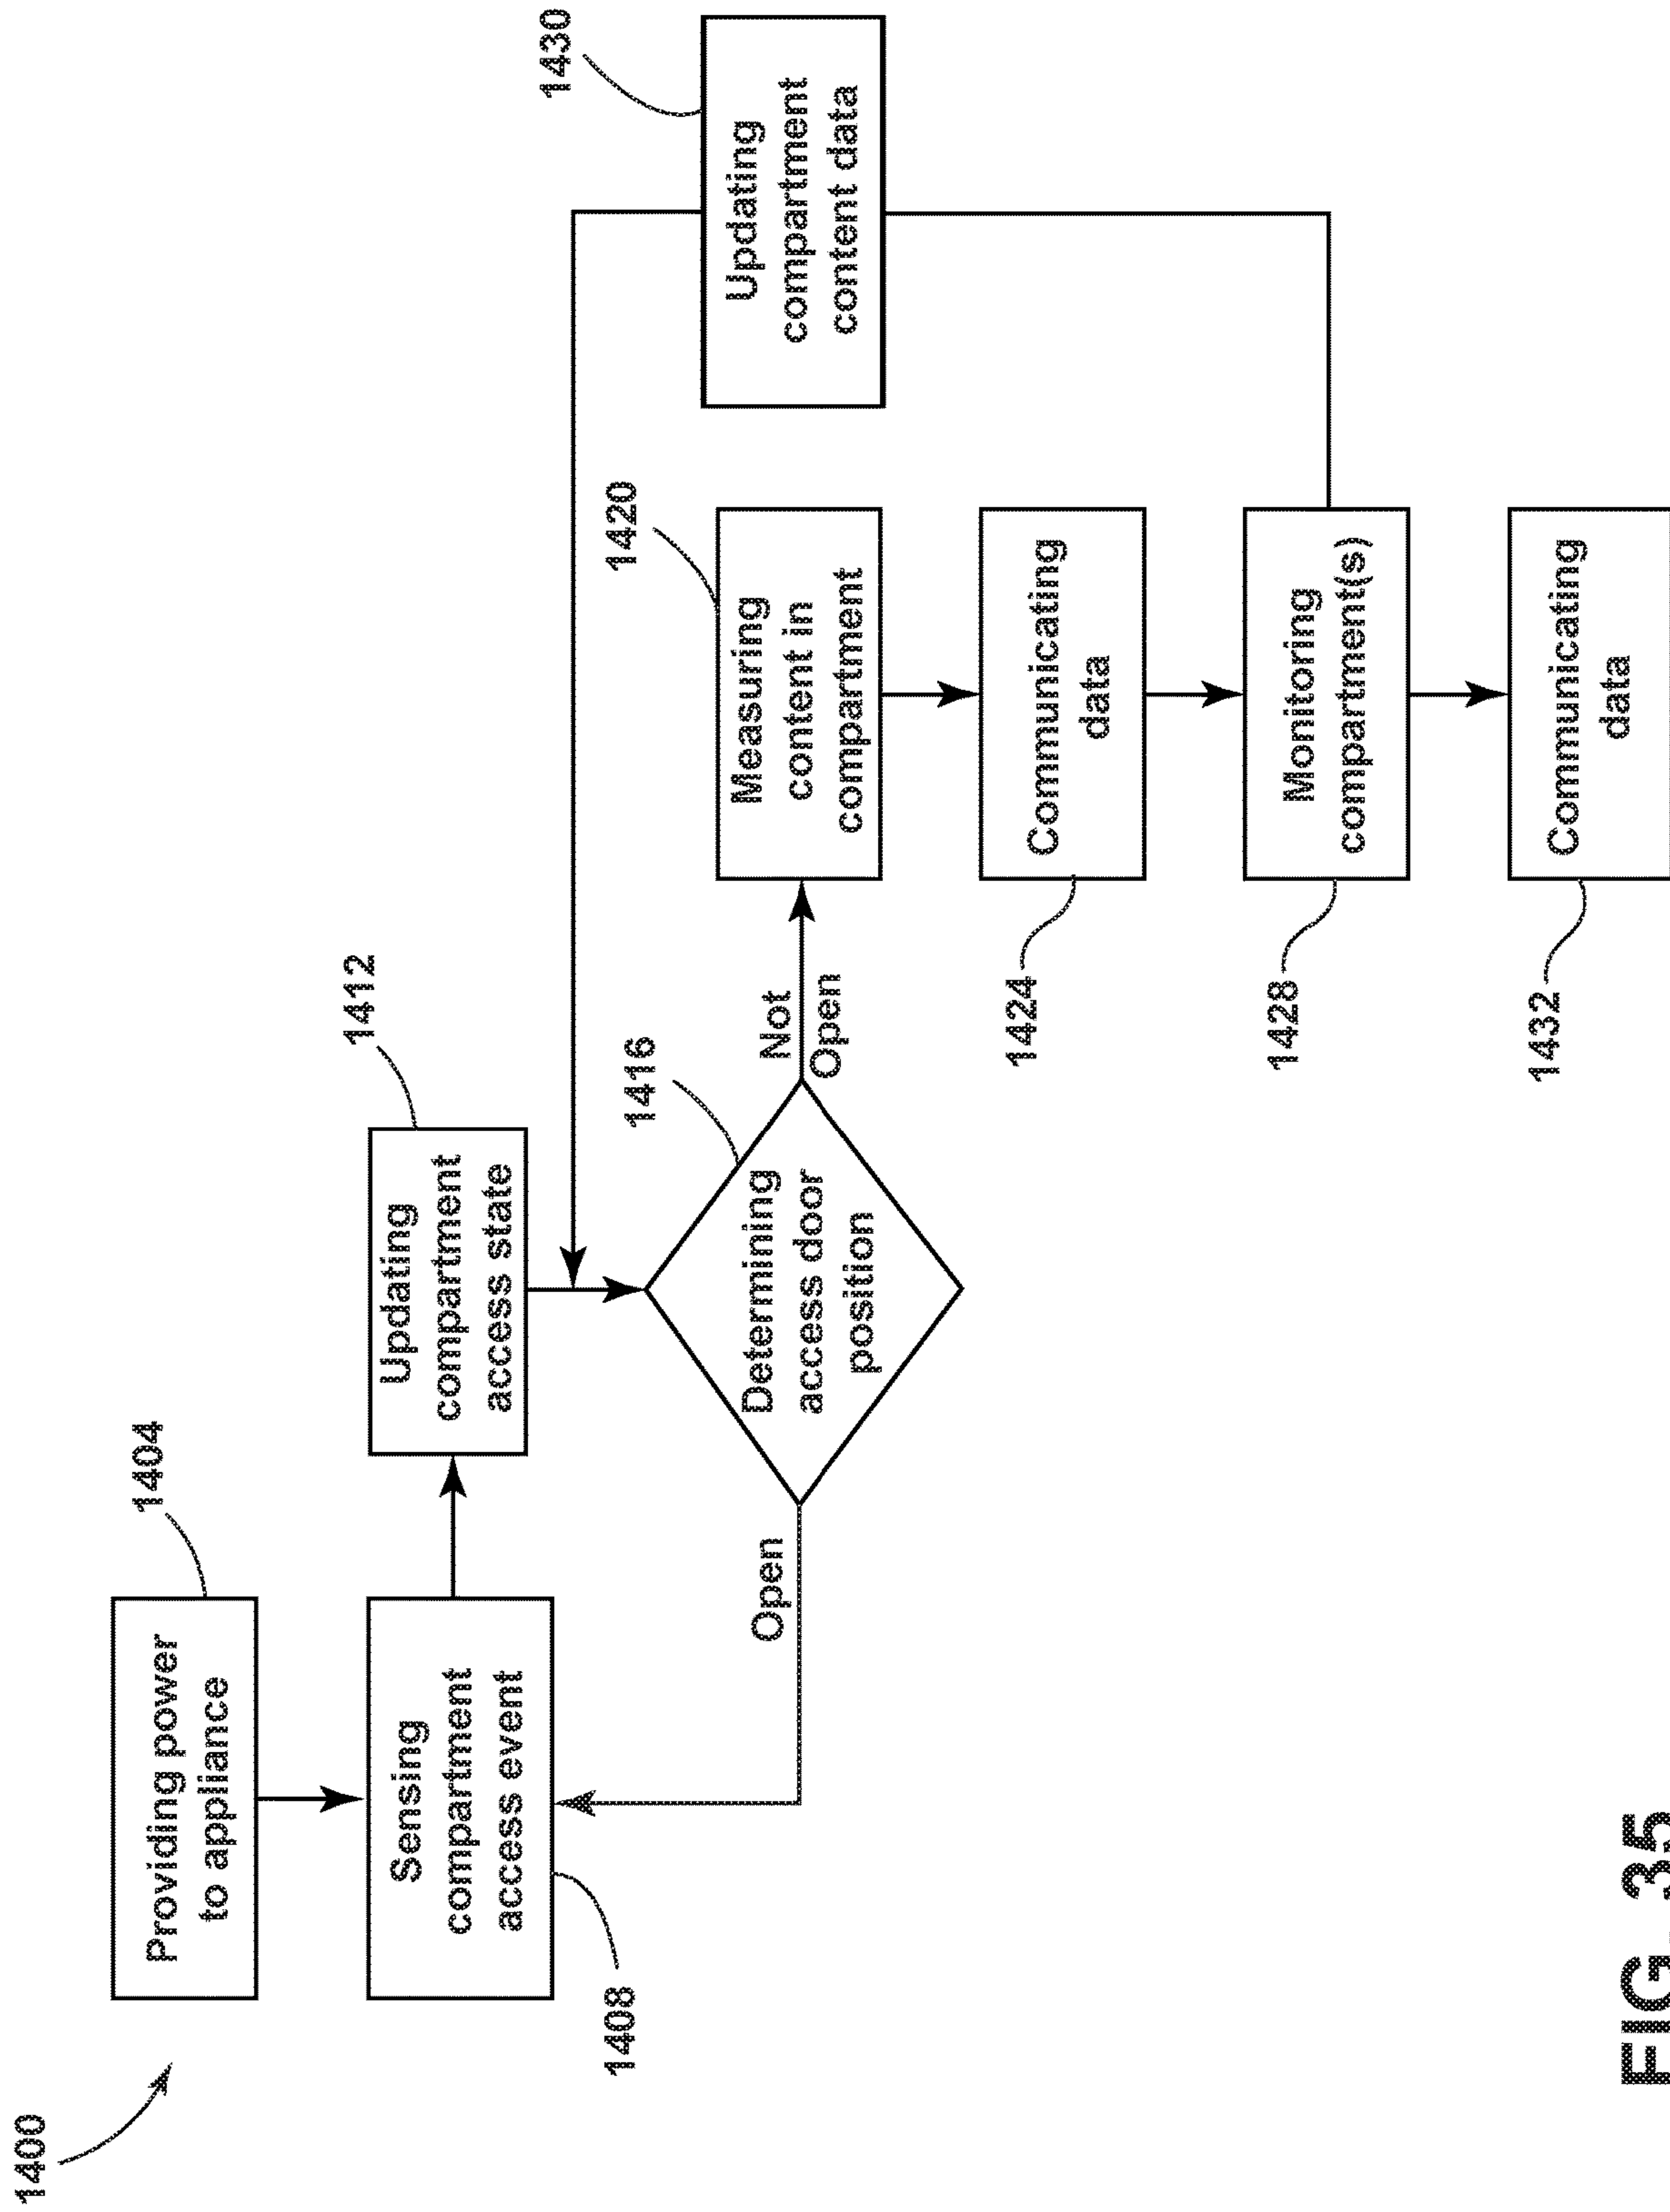 1400
1404
Providing power
to appliance
1408
Sensing
compartment
access event
1412
Updating
compartment
access state
1416
Determining
access door
position
Open
Not
Open
1420
Measuring
content in
compartment
1424
Communicating
data
1428
Monitoring
compartment(s)
1430
Updating
compartment
content data
1432
Communicating
data
FIG. 35